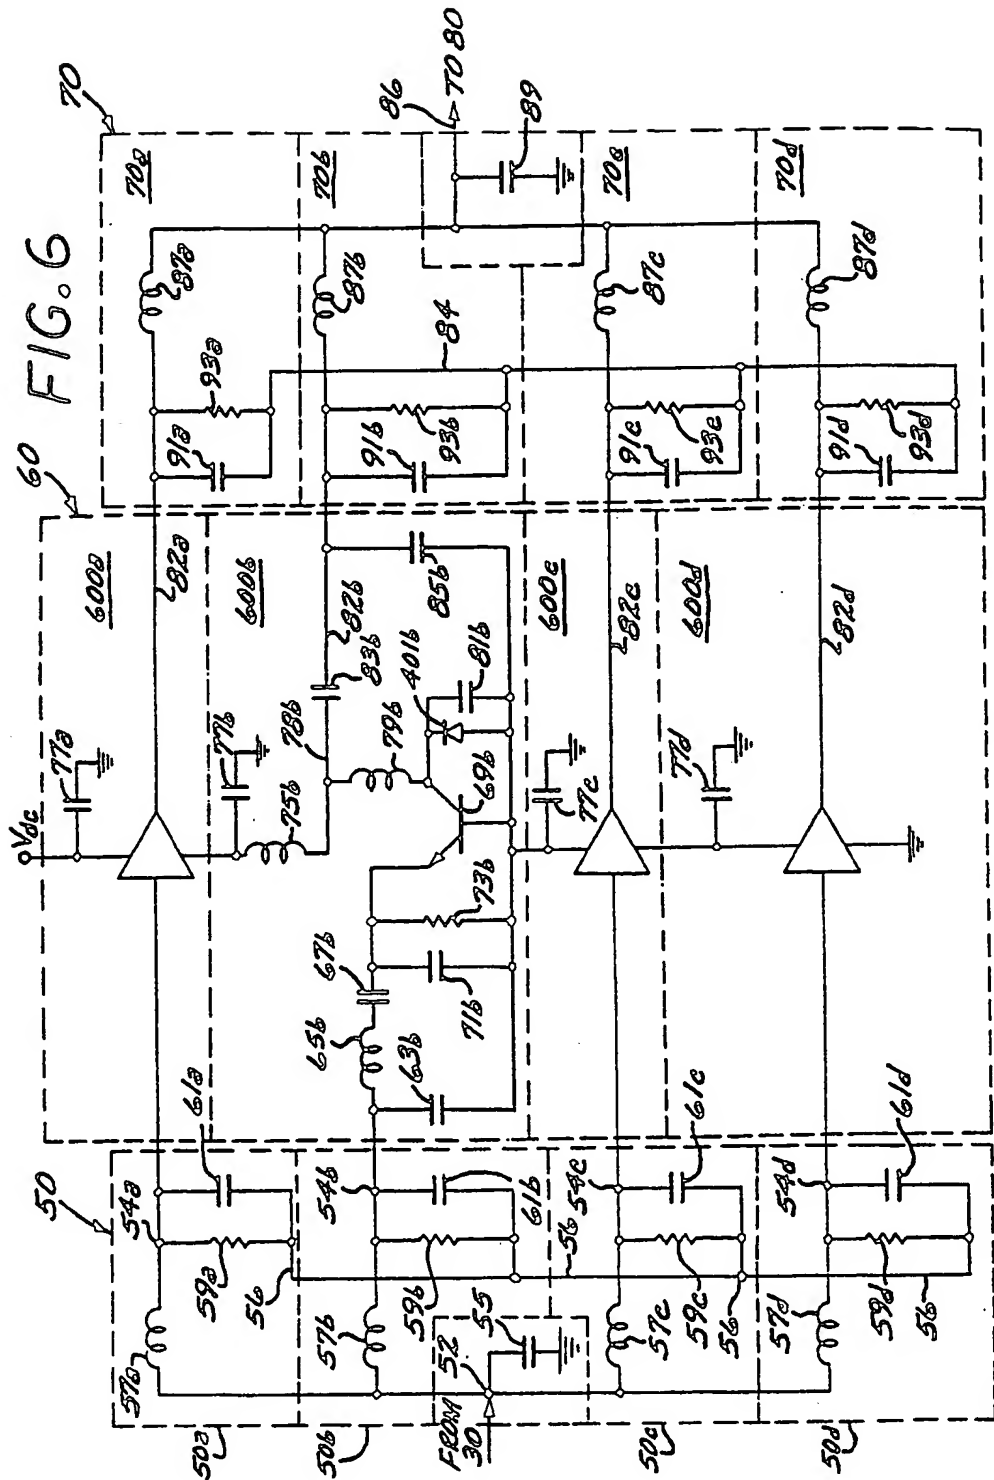 FIG.6
50
60
70
50a
50b
50c
50d
57a
54a
59a
61a
56
57b
54b
59b
61b
56
FROM
30
52
55
57c
54c
59c
61c
56
57d
54d
59d
61d
56
Vdc
77a
600a
82a
600b
77b
75b
78b
83b
82b
85b
79b
401b
81b
69b
65b
67b
63b
71b
73b
77c
600c
82c
600d
77d
82d
70a
87a
91a
93a
70b
87b
91b
93b
84
86
TO 80
89
70c
87c
91c
93c
70d
87d
91d
93d